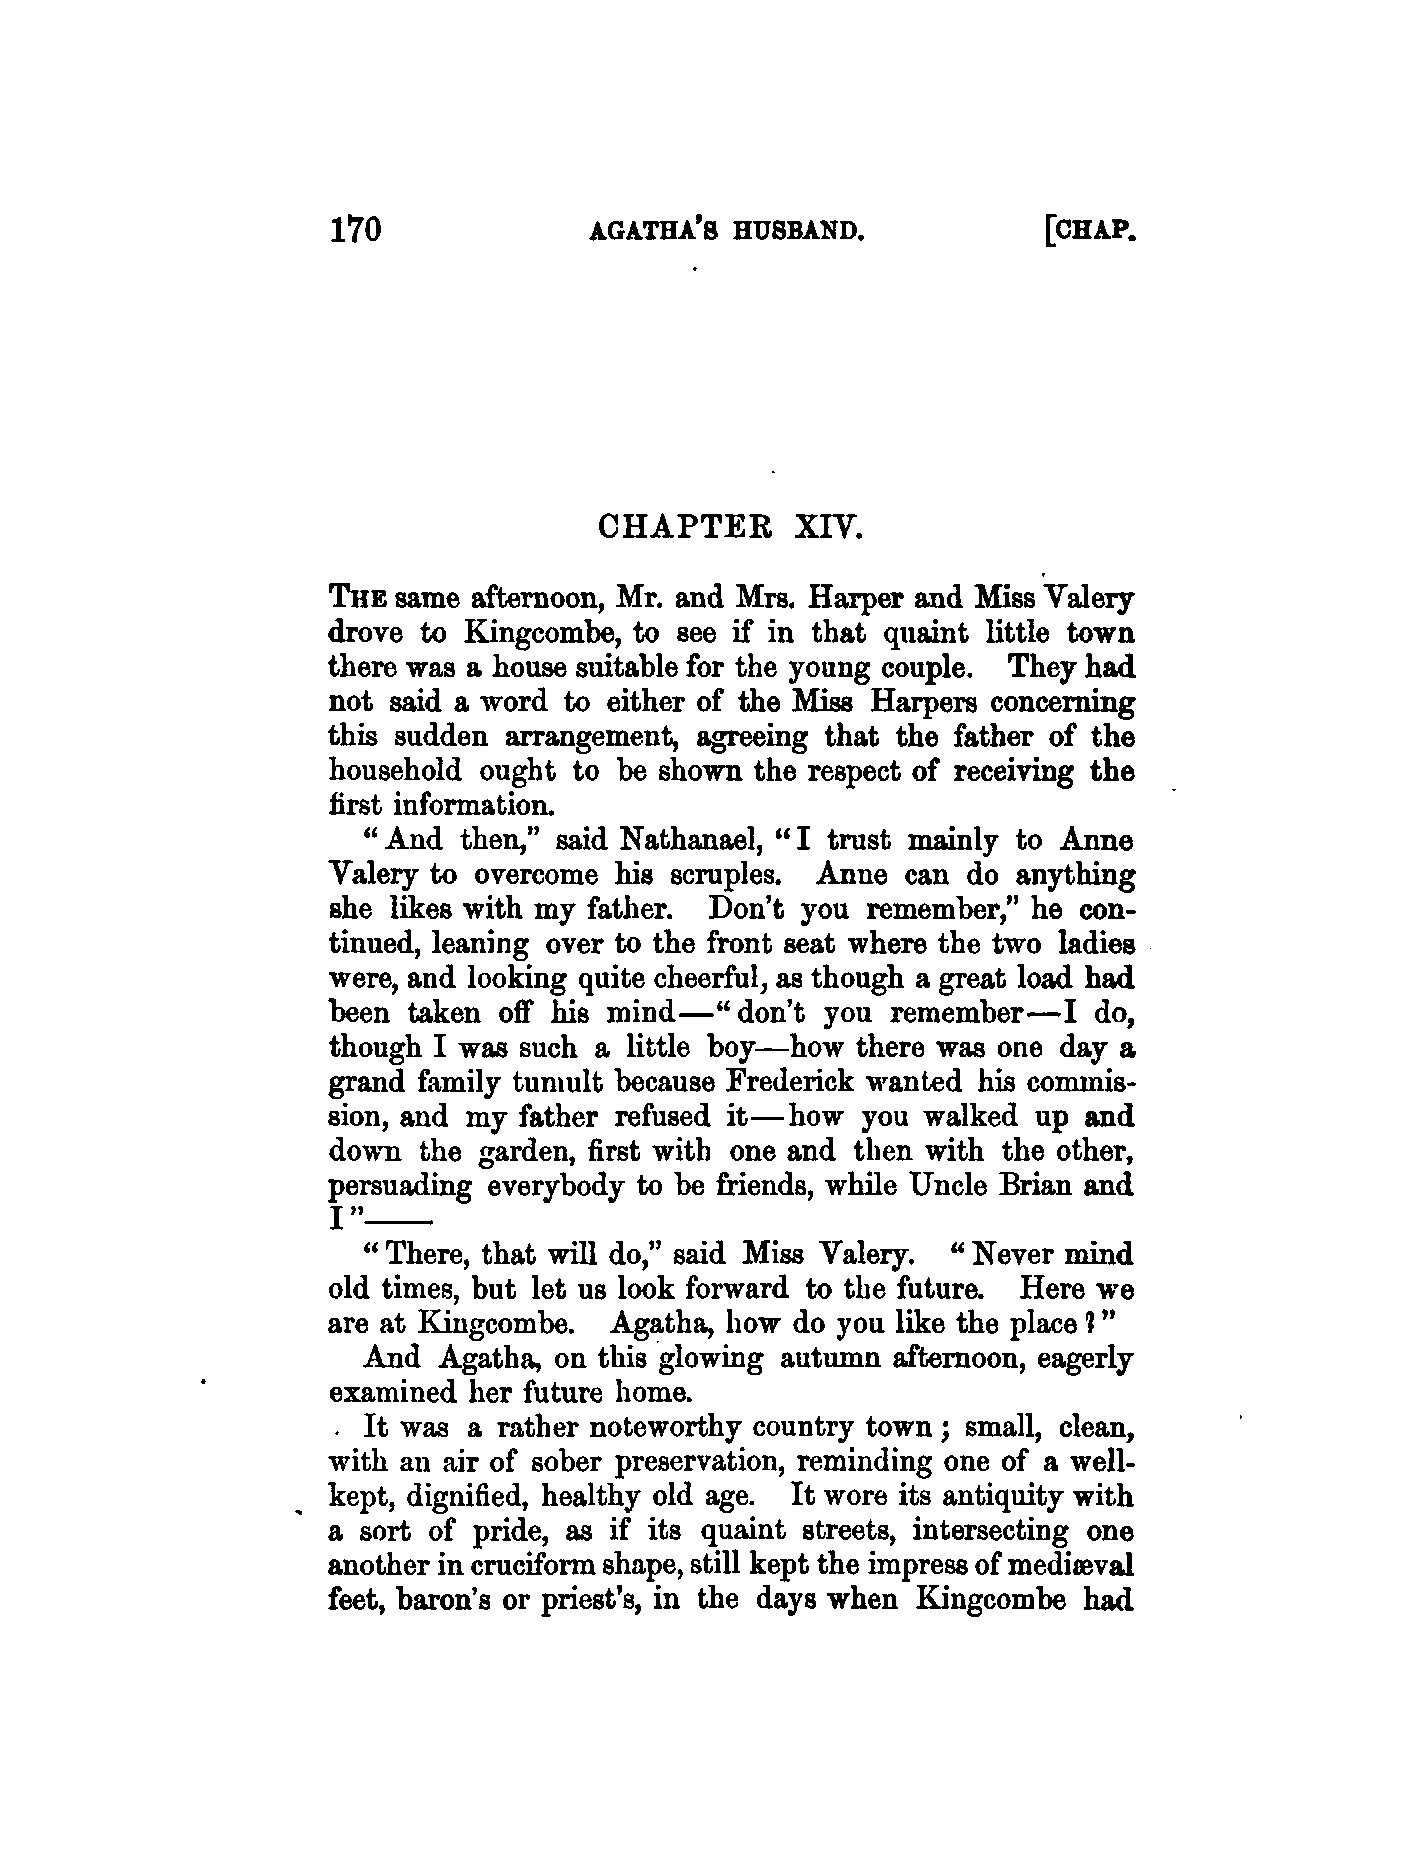 170 AGATHA'S HUSBAND. [CHAP.
CHAPTER XIV.
THE same afternoon, Mr. and Mrs. Harper and Miss Valery
drove to Kingcombe, to see if in that quaint little town
there was a house suitable for the young couple. They had
not said a word to either of the Miss Harpers concerning
this sudden arrangement, agreeing that the father of the
household ought to be shown the respect of receiving the
first information.
“And then,” said Nathanael, “I trust mainly to Anne
Valery to overcome his scruples. Anne can do anything
she likes with my father. Don't you remember,” he con-
tinued, leaning over to the front seat where the two ladies
were, and looking quite cheerful, as though a great load had
been taken off his mind—“don't you remember—I do,
though I was such a little boy—how there was one day a
grand family tumult because Frederick wanted his commis-
sion, and my father refused it—how you walked up and
down the garden, first with one and then with the other,
persuading everybody to be friends, while Uncle Brian and
I”——
“There, that will do,” said Miss Valery. “Never mind
old times, but let us look forward to the future. Here we
are at Kingcombe. Agatha, how do you like the place?”
And Agatha, on this glowing autumn afternoon, eagerly
examined her future home.
It was a rather noteworthy country town; small, clean,
with an air of sober preservation, reminding one of a well-
kept, dignified, healthy old age. It wore its antiquity with
a sort of pride, as if its quaint streets, intersecting one
another in cruciform shape, still kept the impress of mediæval
feet, baron's or priest's, in the days when Kingcombe had